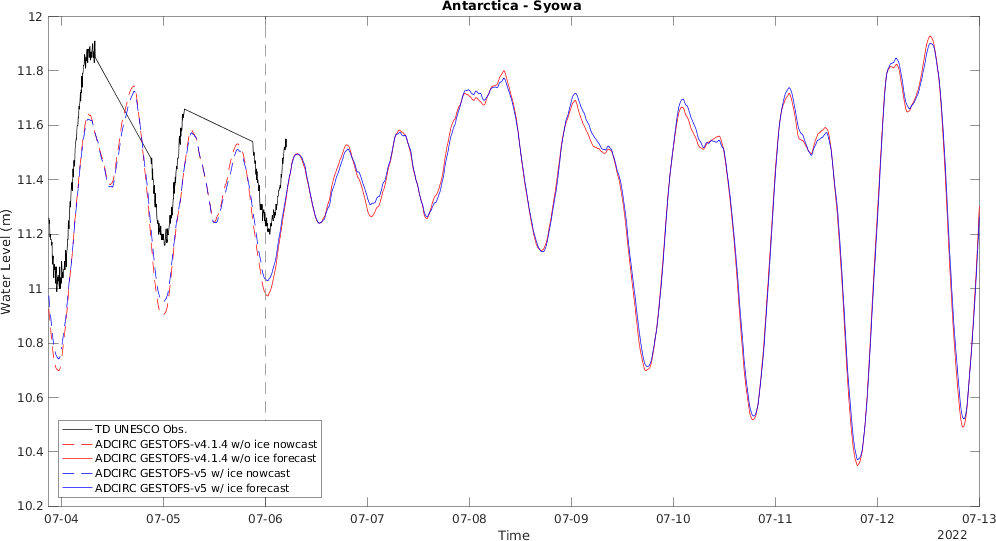 Antarctica - Syowa
12
11.8
11.6
11.4
11.2
11
10.8
10.6
10.4
10.2
Water Level (m)
TD UNESCO Obs.
ADCIRC GESTOFS-v4.1.4 w/o ice nowcast
ADCIRC GESTOFS-v4.1.4 w/o ice forecast
ADCIRC GESTOFS-v5 w/ ice nowcast
ADCIRC GESTOFS-v5 w/ ice forecast
07-04 07-05 07-06 07-07 07-08 07-09 07-10 07-11 07-12 07-13
Time
2022